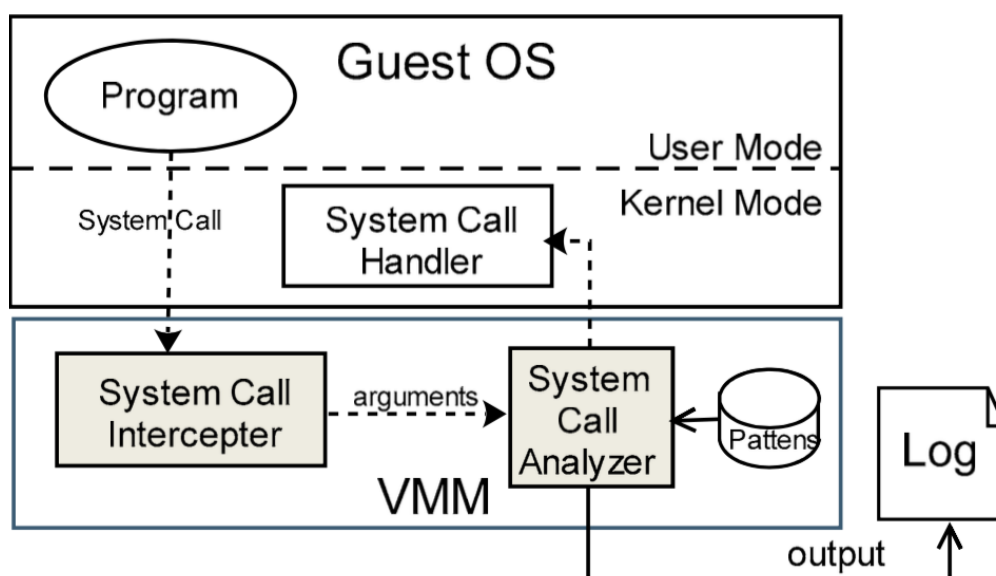 Guest OS
Program
User Mode
Kernel Mode
System Call
System Call
Handler
System Call
Intercepter
arguments
System
Call
Analyzer
Pattens
VMM
Log
output